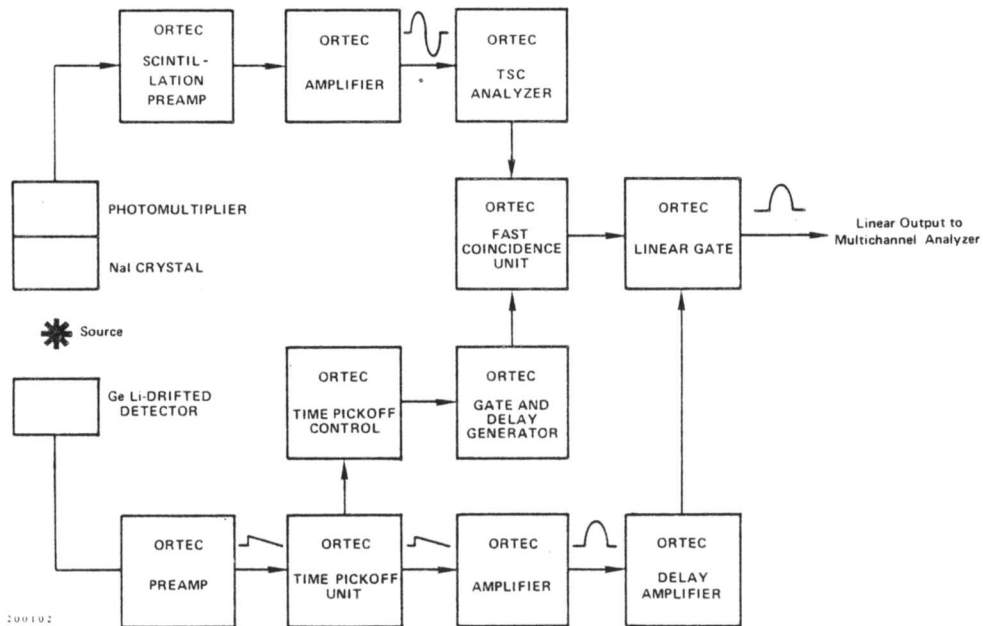 ORTEC
SCINTIL-
LATION
PREAMP
ORTEC
AMPLIFIER
ORTEC
TSC
ANALYZER
PHOTOMULTIPLIER
NaI CRYSTAL
ORTEC
FAST
COINCIDENCE
UNIT
ORTEC
LINEAR GATE
Linear Output to
Multichannel Analyzer
Source
Ge Li-DRIFTED
DETECTOR
ORTEC
TIME PICKOFF
CONTROL
ORTEC
GATE AND
DELAY
GENERATOR
ORTEC
PREAMP
ORTEC
TIME PICKOFF
UNIT
ORTEC
AMPLIFIER
ORTEC
DELAY
AMPLIFIER
200102